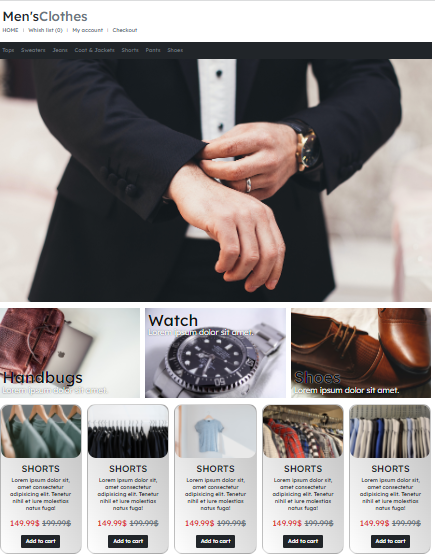 Men'sClothes
HOME | Whish list (0) | My account | Checkout
Tops Sweaters Jeans Coat & Jackets Shorts Pants Shoes
Handbugs
Lorem ipsum dolor sit amet.
Watch
Lorem ipsum dolor sit amet.
Shoes
Lorem ipsum dolor sit amet.
SHORTS
Lorem ipsum dolor sit,
amet consectetur
adipisicing elit. Tenetur
nihil et iure molestias
natus fuga!
149.99$ 199.99$
Add to cart
SHORTS
Lorem ipsum dolor sit,
amet consectetur
adipisicing elit. Tenetur
nihil et iure molestias
natus fuga!
149.99$ 199.99$
Add to cart
SHORTS
Lorem ipsum dolor sit,
amet consectetur
adipisicing elit. Tenetur
nihil et iure molestias
natus fuga!
149.99$ 199.99$
Add to cart
SHORTS
Lorem ipsum dolor sit,
amet consectetur
adipisicing elit. Tenetur
nihil et iure molestias
natus fuga!
149.99$ 199.99$
Add to cart
SHORTS
Lorem ipsum dolor sit,
amet consectetur
adipisicing elit. Tenetur
nihil et iure molestias
natus fuga!
149.99$ 199.99$
Add to cart